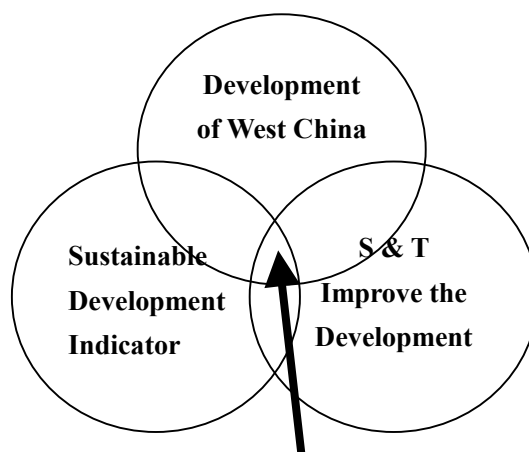 Development
of West China
Sustainable
Development
Indicator
S & T
Improve the
Development